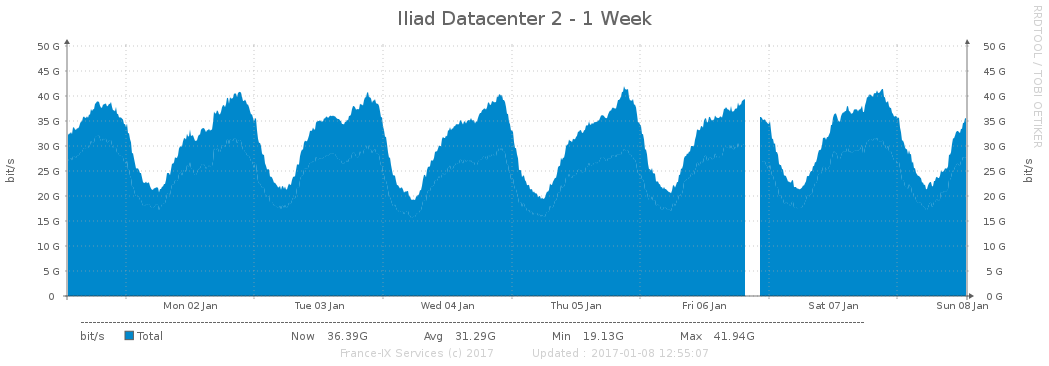 Iliad Datacenter 2 - 1 Week
RRDTOOL / TOBI OETIKER
50 G 50 G
45 G 45 G
40 G 40 G
35 G 35 G
30 G 30 G
25 G 25 G
20 G 20 G
15 G 15 G
10 G 10 G
5 G 5 G
0 0 G
bit/s
bit/s
Mon 02 Jan Tue 03 Jan Wed 04 Jan Thu 05 Jan Fri 06 Jan Sat 07 Jan Sun 08 Jan
bit/s Total Now 36.39G Avg 31.29G Min 19.13G Max 41.94G
France-IX Services (c) 2017 Updated : 2017-01-08 12:55:07